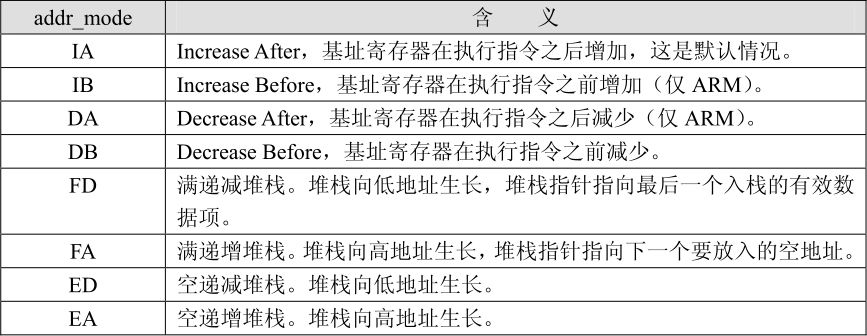 addr_mode 含 义
IA Increase After，基址寄存器在执行指令之后增加，这是默认情况。
IB Increase Before，基址寄存器在执行指令之前增加（仅 ARM）。
DA Decrease After，基址寄存器在执行指令之后减少（仅 ARM）。
DB Decrease Before，基址寄存器在执行指令之前减少。
FD 满递减堆栈。堆栈向低地址生长，堆栈指针指向最后一个入栈的有效数
据项。
FA 满递增堆栈。堆栈向高地址生长，堆栈指针指向下一个要放入的空地址。
ED 空递减堆栈。堆栈向低地址生长。
EA 空递增堆栈。堆栈向高地址生长。